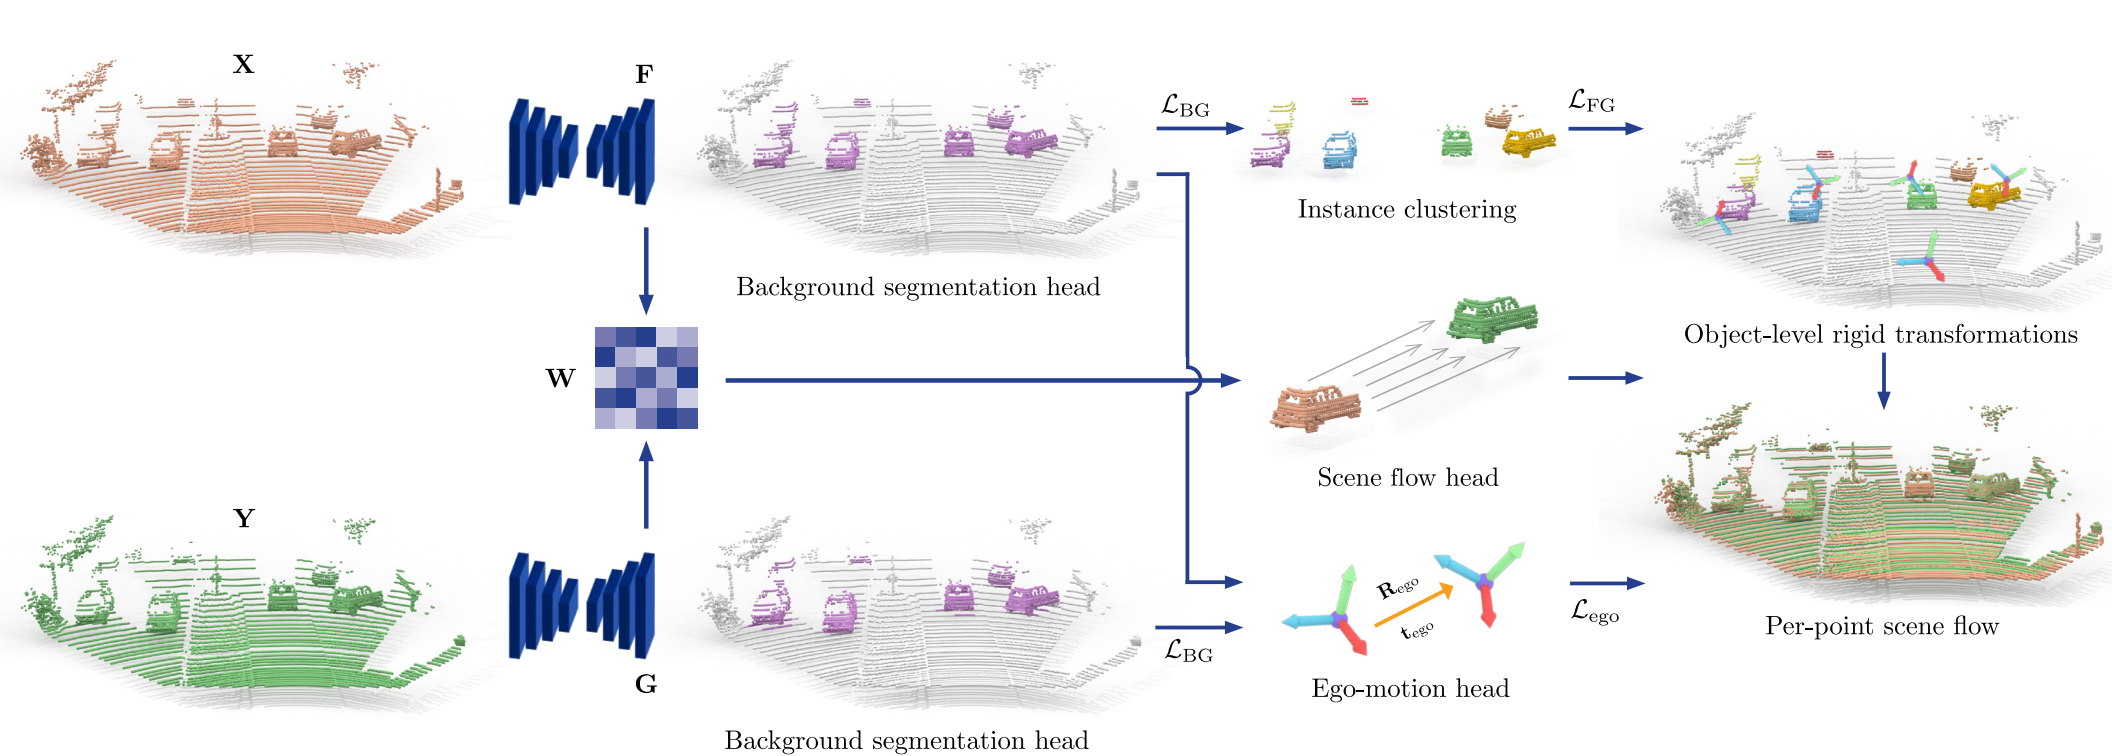 X
F
Background segmentation head
ℒBG
Instance clustering
ℒFG
Object-level rigid transformations
W
Scene flow head
Y
G
Background segmentation head
ℒBG
Rego
tego
Ego-motion head
ℒego
Per-point scene flow